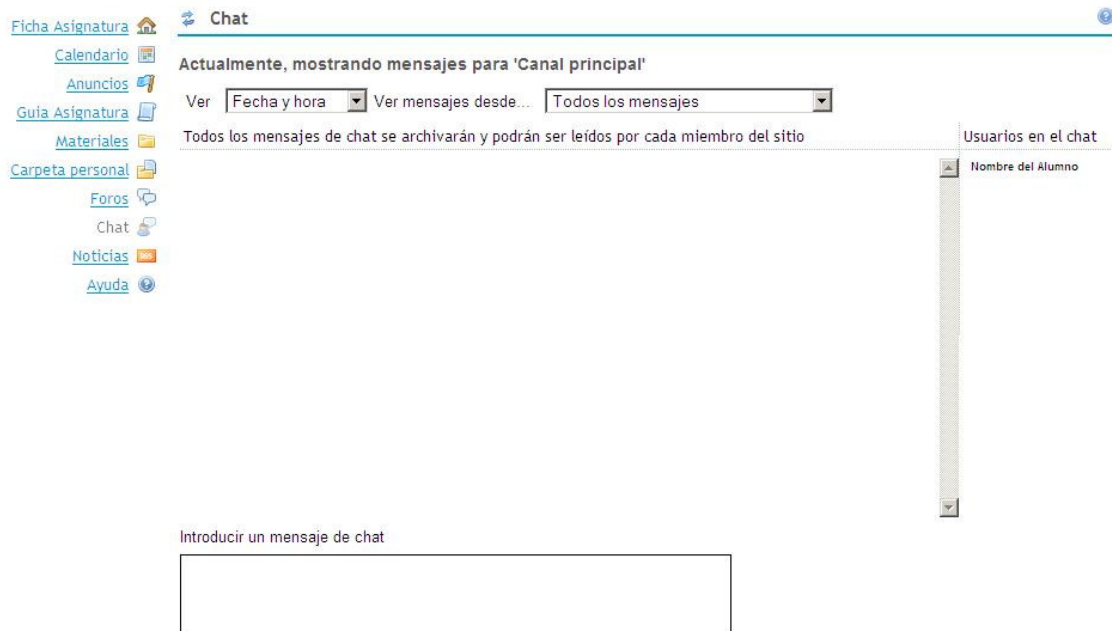 Ficha Asignatura
Calendario
Anuncios
Guia Asignatura
Materiales
Carpeta personal
Foros
Chat
Noticias
Ayuda
Chat
Actualmente, mostrando mensajes para 'Canal principal'
Ver Fecha y hora Ver mensajes desde... Todos los mensajes
Todos los mensajes de chat se archivarán y podrán ser leídos por cada miembro del sitio
Usuarios en el chat
Nombre del Alumno
Introducir un mensaje de chat